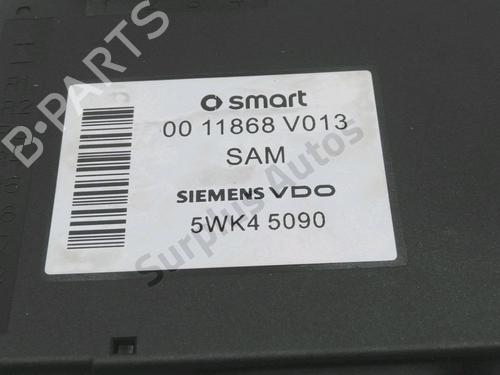 smart
00 11868 V013
SAM
SIEMENS VDO
5WK4 5090
B-PARTS
Surplus Autos